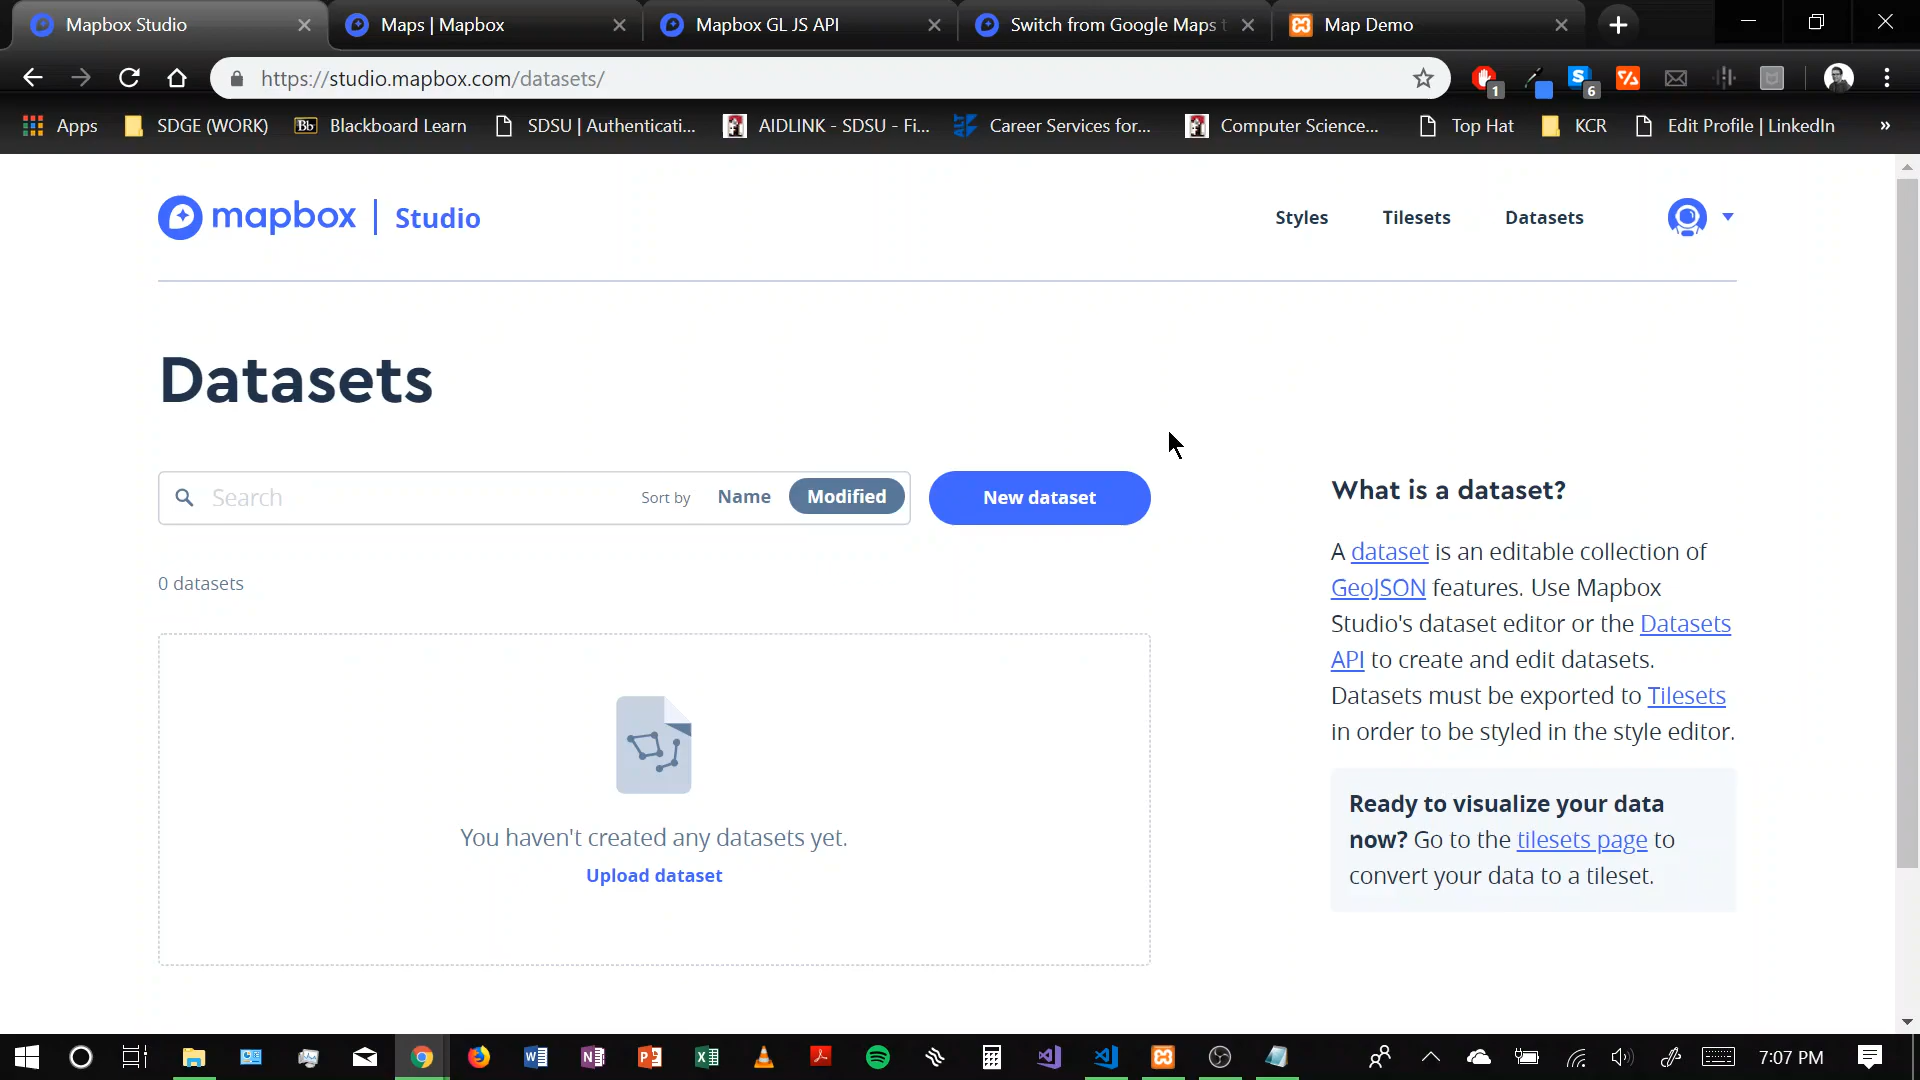 Mapbox Studio
Maps | Mapbox
Mapbox GL JS API
Switch from Google Maps t
Map Demo
https://studio.mapbox.com/datasets/
1
6
Apps
SDGE (WORK)
Bb
Blackboard Learn
SDSU | Authenticati...
AIDLINK - SDSU - Fi...
Career Services for...
Computer Science...
Top Hat
KCR
Edit Profile | LinkedIn
»
mapbox | Studio
Styles
Tilesets
Datasets
Datasets
Search
Sort by
Name
Modified
New dataset
0 datasets
You haven't created any datasets yet.
Upload dataset
What is a dataset?
A dataset is an editable collection of
GeoJSON features. Use Mapbox
Studio's dataset editor or the Datasets
API to create and edit datasets.
Datasets must be exported to Tilesets
in order to be styled in the style editor.
Ready to visualize your data
now? Go to the tilesets page to
convert your data to a tileset.
7:07 PM